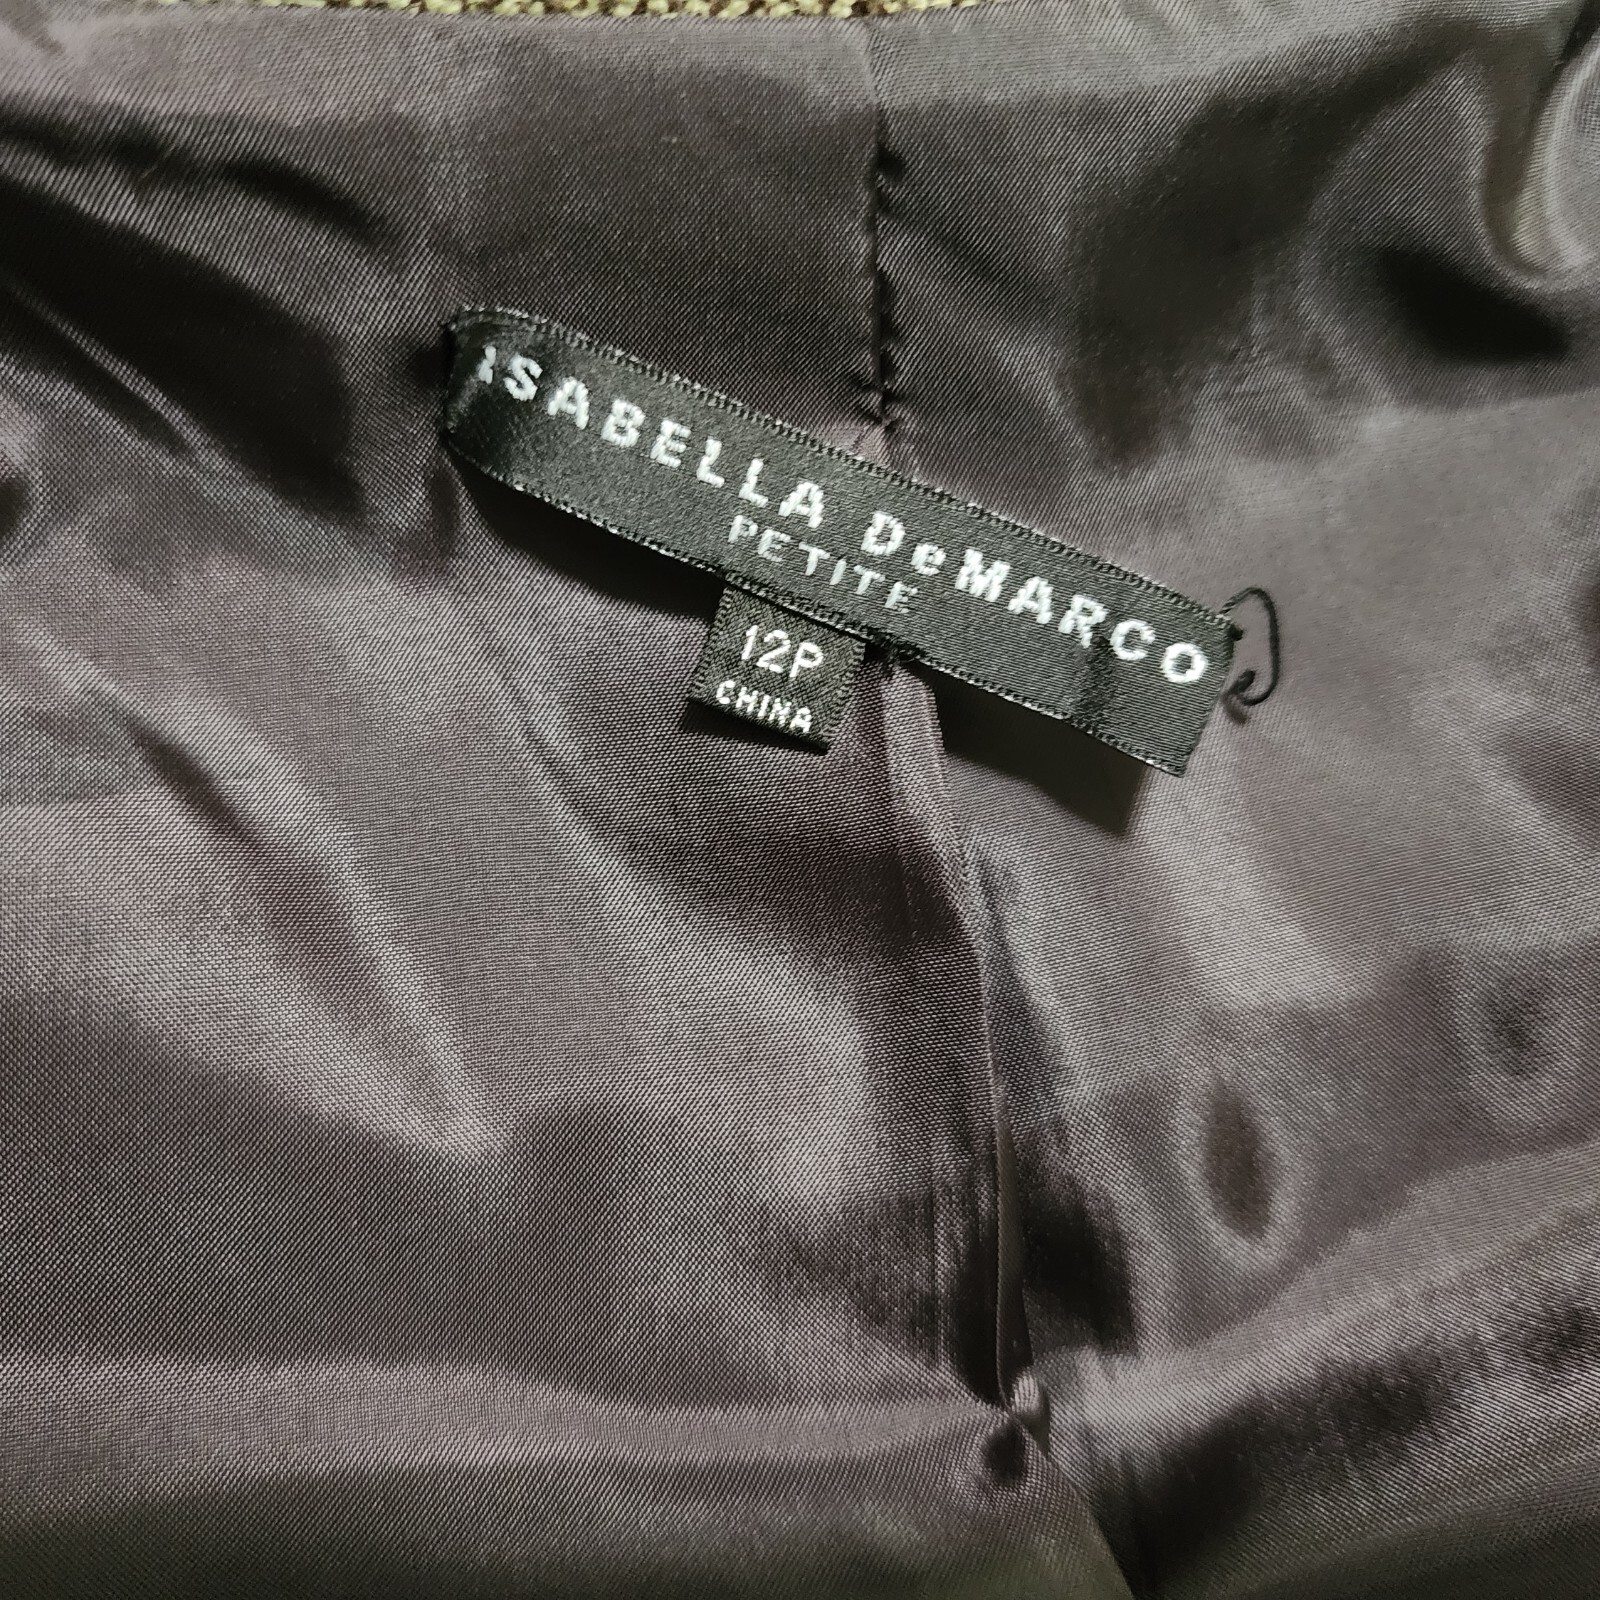 ISABELLA DeMARCO
PETITE
12P
CHINA